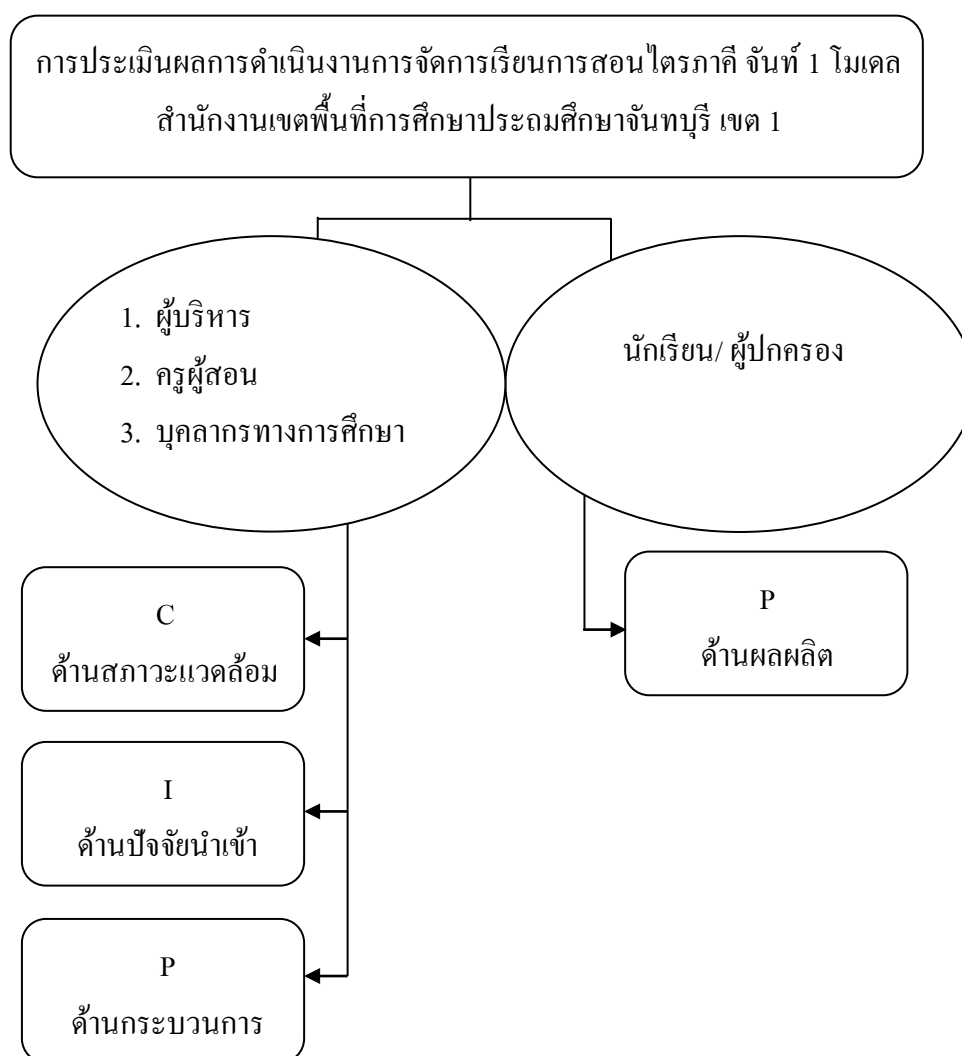 การประเมินผลการดำเนินงานการจัดการเรียนการสอนไตรภาคี จันท์ 1 โมเดล
สำนักงานเขตพื้นที่การศึกษาประถมศึกษาจันทบุรี เขต 1
1. ผู้บริหาร
2. ครูผู้สอน
3. บุคลากรทางการศึกษา
นักเรียน/ ผู้ปกครอง
C
ด้านสภาวะแวดล้อม
P
ด้านผลผลิต
I
ด้านปัจจัยนำเข้า
P
ด้านกระบวนการ